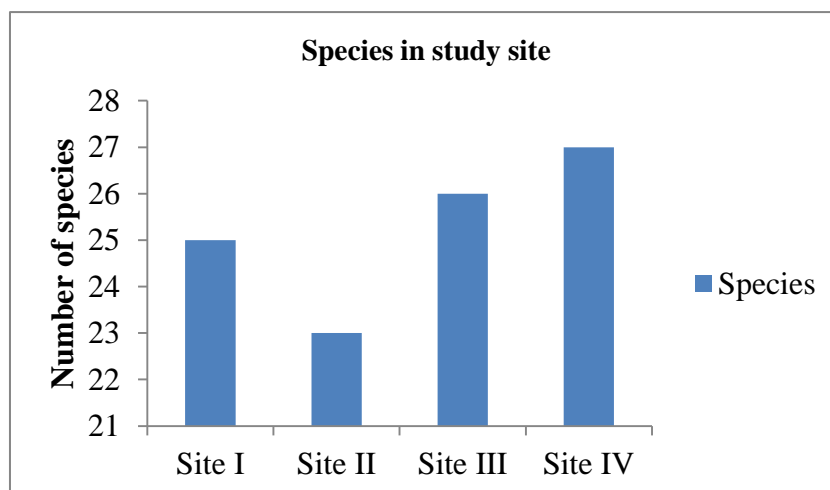 Species in study site
Number of species
28
27
26
25
24
23
22
21
Site I Site II Site III Site IV
Species